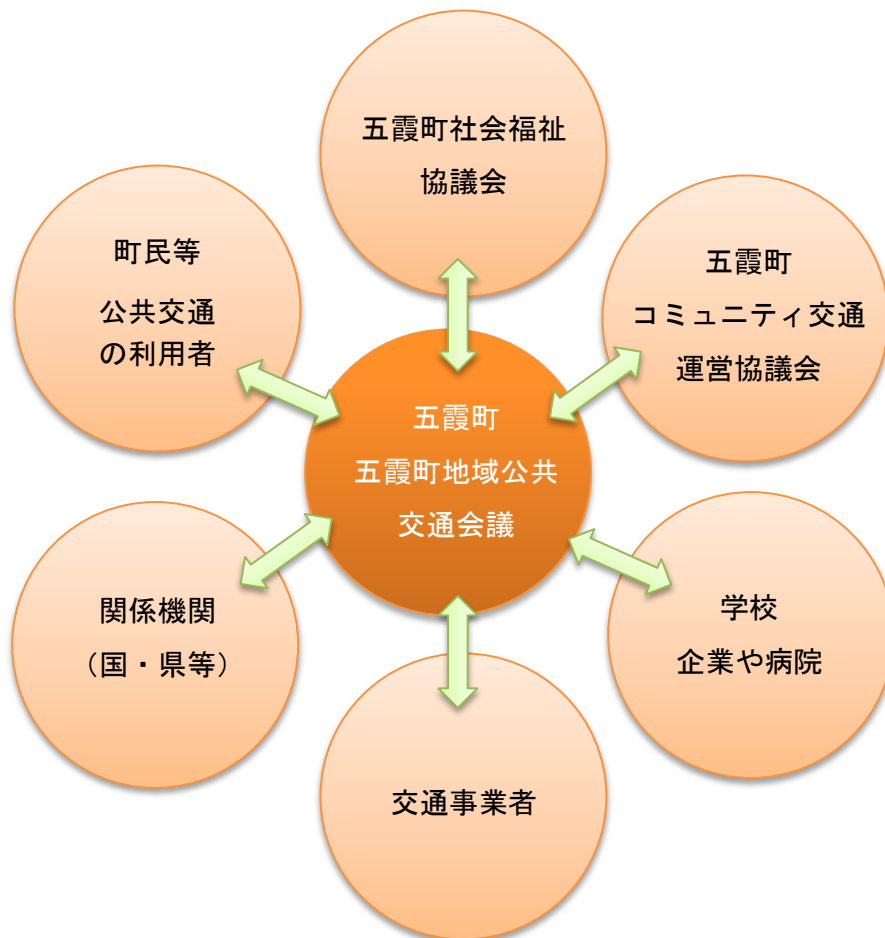 五霞町社会福祉
協議会
町民等
公共交通
の利用者
五霞町
コミュニティ交通
運営協議会
五霞町
五霞町地域公共
交通会議
関係機関
（国・県等）
学校
企業や病院
交通事業者